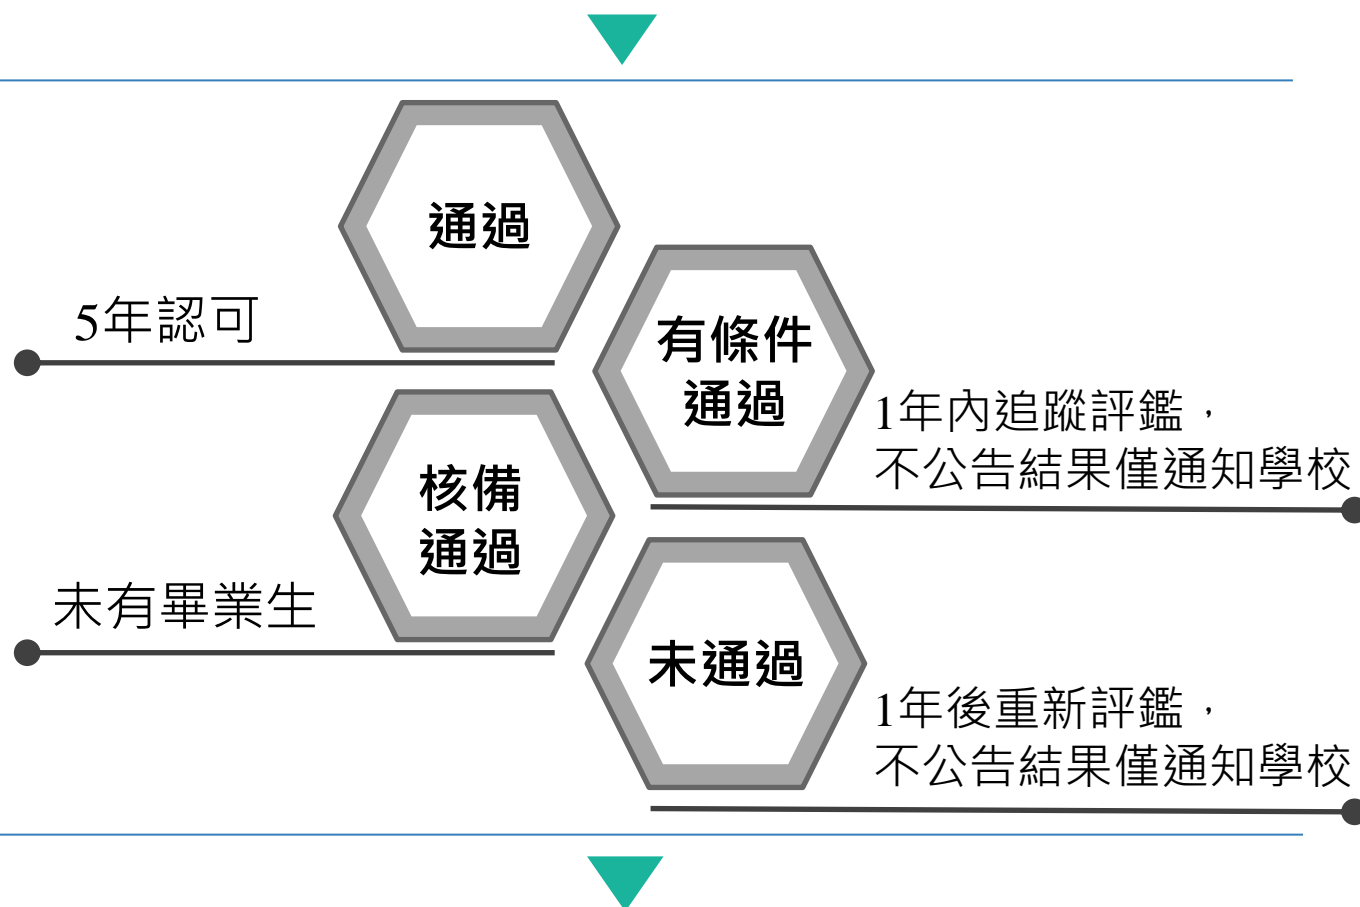 通過
5年認可
有條件
通過
1年內追蹤評鑑，
不公告結果僅通知學校
核備
通過
未有畢業生
未通過
1年後重新評鑑，
不公告結果僅通知學校